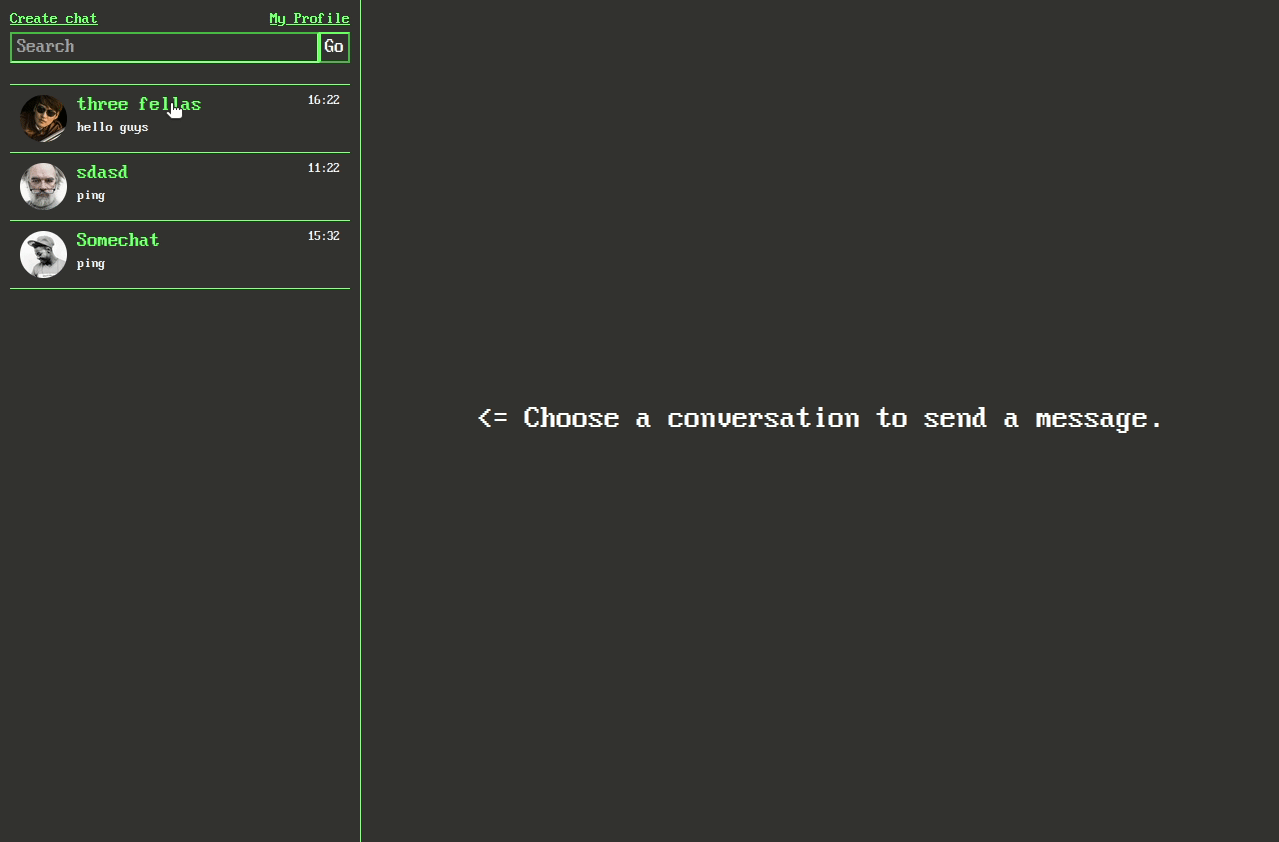 Create chat My Profile
Search Go
three fellas 16:22
hello guys
sdasd 11:22
ping
Somechat 15:32
ping
<= Choose a conversation to send a message.